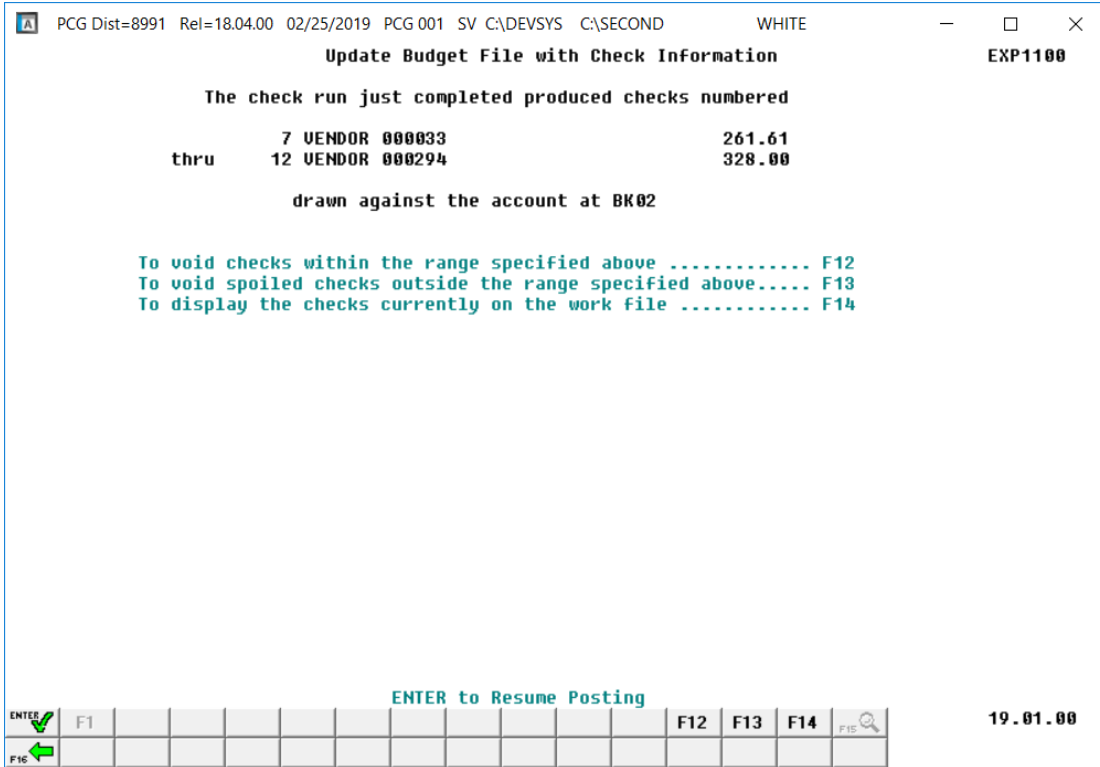 PCG Dist=8991 Rel=18.04.00 02/25/2019 PCG 001 SV C:\DEVSYS C:\SECOND WHITE
Update Budget File with Check Information EXP1100
The check run just completed produced checks numbered
7 VENDOR 000033 261.61
thru 12 VENDOR 000294 328.00
drawn against the account at BK02
To void checks within the range specified above ............. F12
To void spoiled checks outside the range specified above..... F13
To display the checks currently on the work file ............ F14
ENTER to Resume Posting
ENTER F1 F12 F13 F14 F15 19.01.00
F16